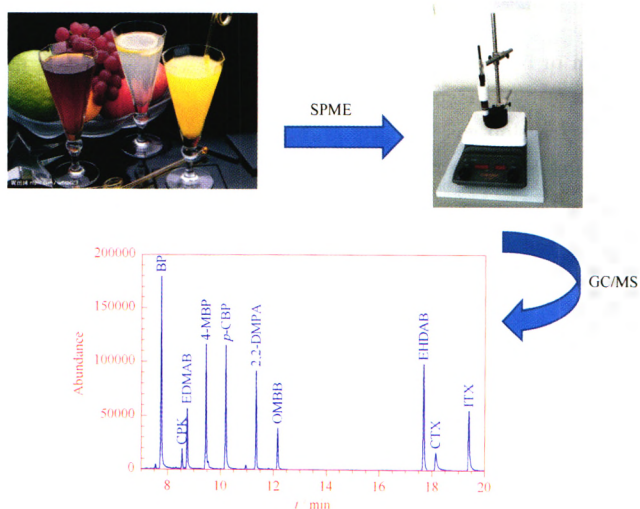 SPME
GC/MS
200000
150000
100000
50000
0
Abundance
BP
CPK
EDMAB
4-MBP
p-CBP
2,2-DMPA
OMBB
EHDAB
CTX
ITX
8
10
12
14
16
18
20
t min